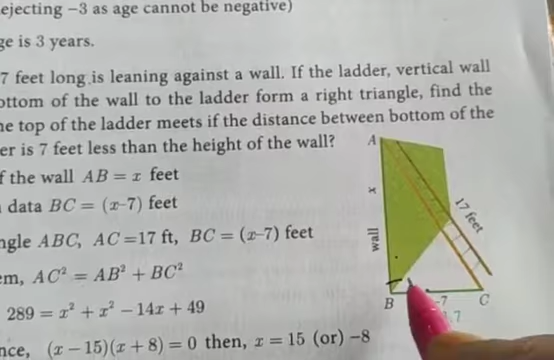 ejecting −3 as age cannot be negative)
ge is 3 years.
7 feet long is leaning against a wall. If the ladder, vertical wall
ottom of the wall to the ladder form a right triangle, find the
e top of the ladder meets if the distance between bottom of the
er is 7 feet less than the height of the wall?
f the wall AB = x feet
data BC = (x–7) feet
ngle ABC, AC =17 ft, BC = (x–7) feet
em, AC² = AB² + BC²
289 = x² + x² − 14x + 49
nce, (x − 15)(x + 8) = 0 then, x = 15 (or) −8
A
x
17 feet
wall
B
−7
C